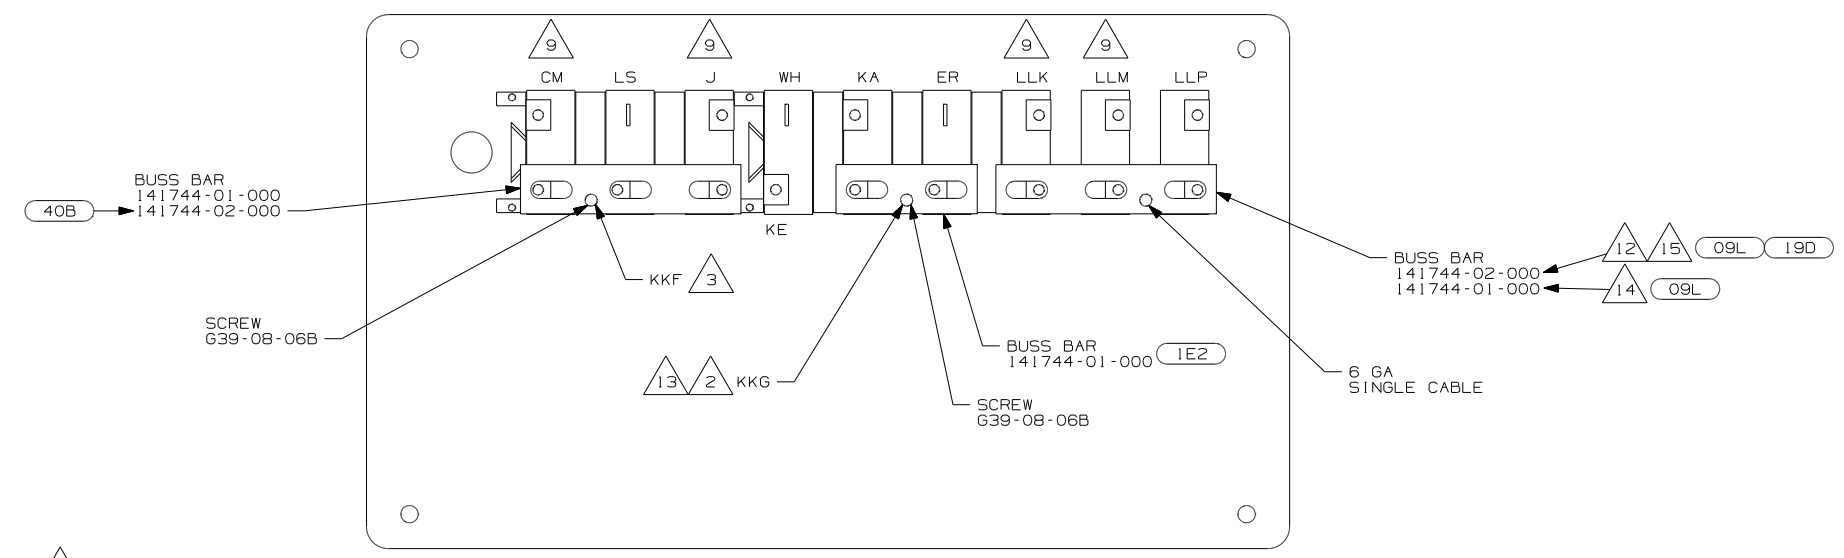 9 9 9 9
CM LS J WH KA ER LLK LLM LLP
BUSS BAR
141744-01-000
40B 141744-02-000
KE
KKF 3
SCREW
G39-08-06B
13 2 KKG
BUSS BAR
141744-01-000 1E2
SCREW
G39-08-06B
BUSS BAR
141744-02-000
141744-01-000
12 15 09L 19D
14 09L
6 GA
SINGLE CABLE